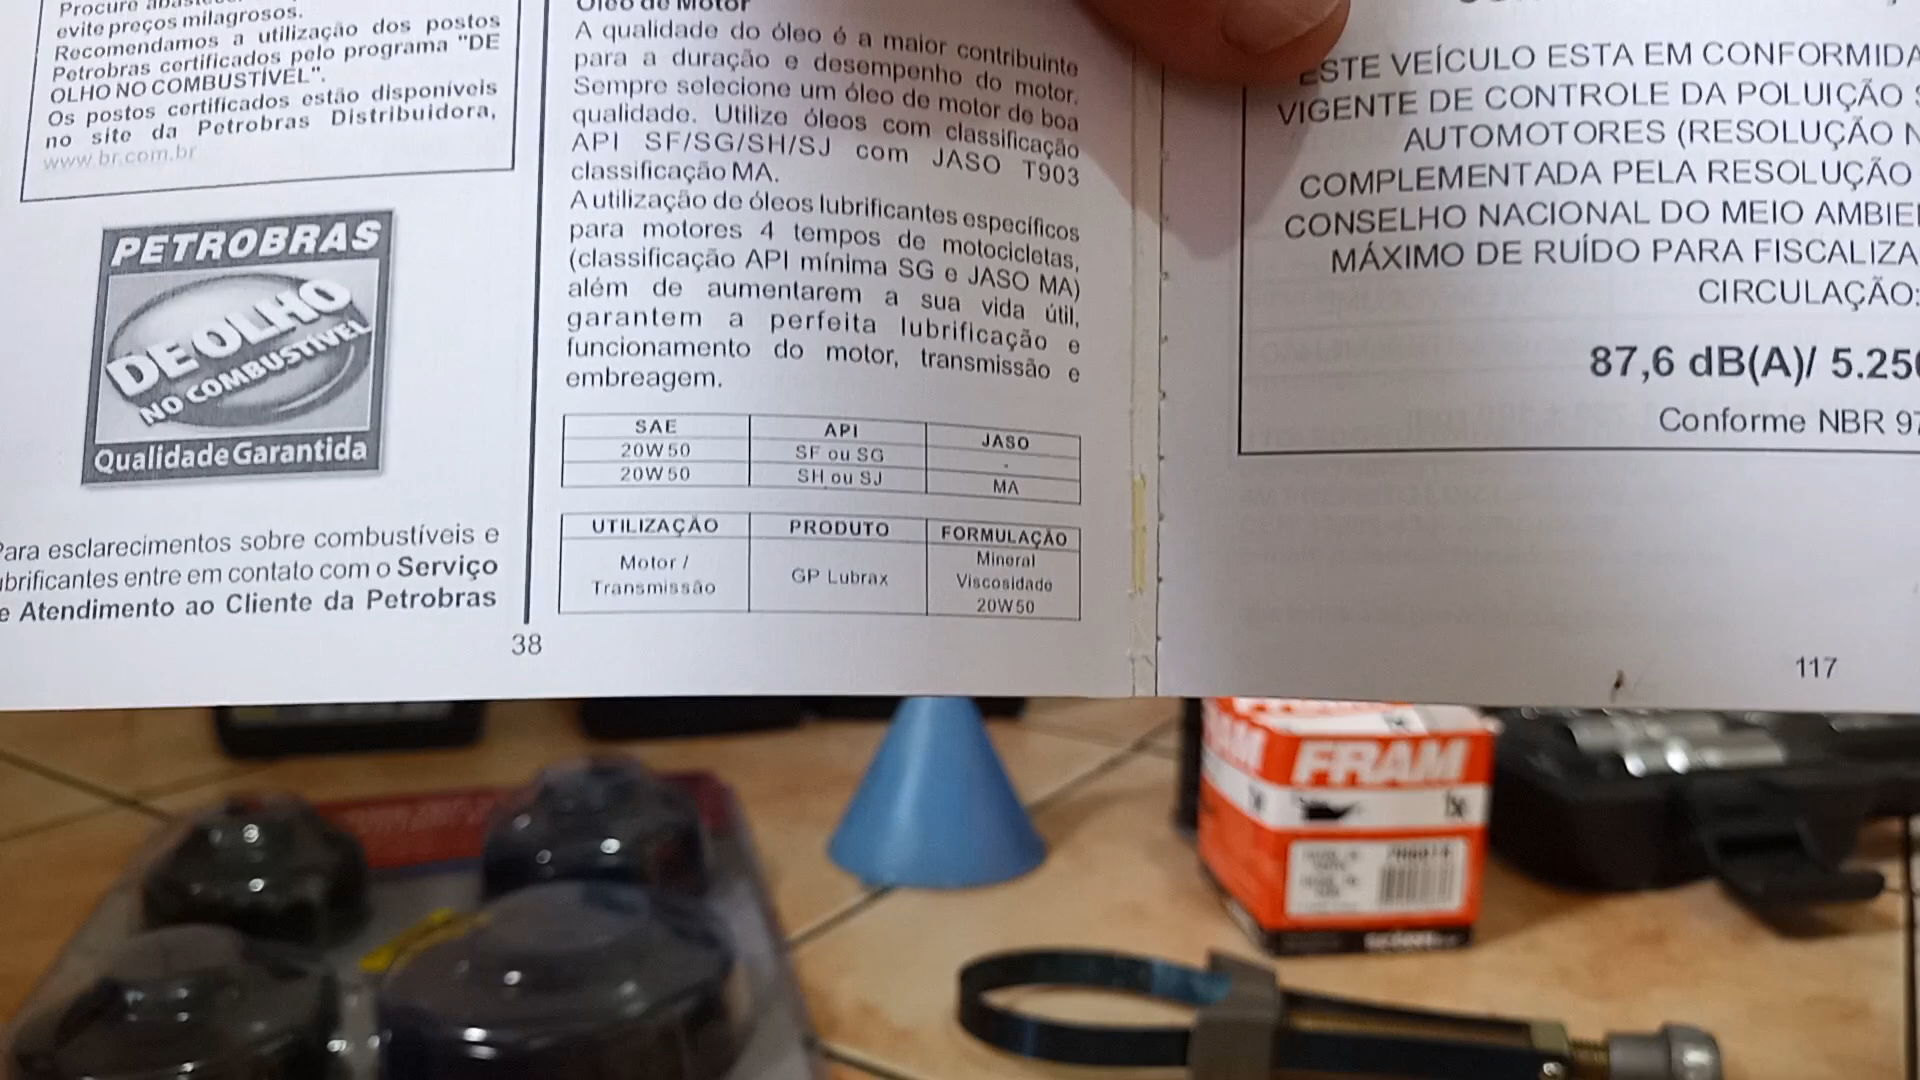 Procure
evite preços milagrosos.
Recomendamos a utilização dos postos
Petrobras certificados pelo programa "DE
OLHO NO COMBUSTÍVEL".
Os postos certificados estão disponíveis
no site da Petrobras Distribuidora,
www.br.com.br
PETROBRAS
DE OLHO
NO COMBUSTÍVEL
Qualidade Garantida
Para esclarecimentos sobre combustíveis e
lubrificantes entre em contato com o Serviço
e Atendimento ao Cliente da Petrobras
Óleo de Motor
A qualidade do óleo é a maior contribuinte
para a duração e desempenho do motor.
Sempre selecione um óleo de motor de boa
qualidade. Utilize óleos com classificação
API SF/SG/SH/SJ com JASO T903
classificação MA.
A utilização de óleos lubrificantes específicos
para motores 4 tempos de motocicletas,
(classificação API mínima SG e JASO MA)
além de aumentarem a sua vida útil,
garantem a perfeita lubrificação e
funcionamento do motor, transmissão e
embreagem.
SAE API JASO
20W50 SF ou SG -
20W50 SH ou SJ MA
UTILIZAÇÃO PRODUTO FORMULAÇÃO
Motor / Transmissão GP Lubrax Mineral Viscosidade 20W50
38
ESTE VEÍCULO ESTA EM CONFORMIDA
VIGENTE DE CONTROLE DA POLUIÇÃO
AUTOMOTORES (RESOLUÇÃO N
COMPLEMENTADA PELA RESOLUÇÃO
CONSELHO NACIONAL DO MEIO AMBIE
MÁXIMO DE RUÍDO PARA FISCALIZA
CIRCULAÇÃO:
87,6 dB(A)/ 5.250
Conforme NBR 97
117
FRAM